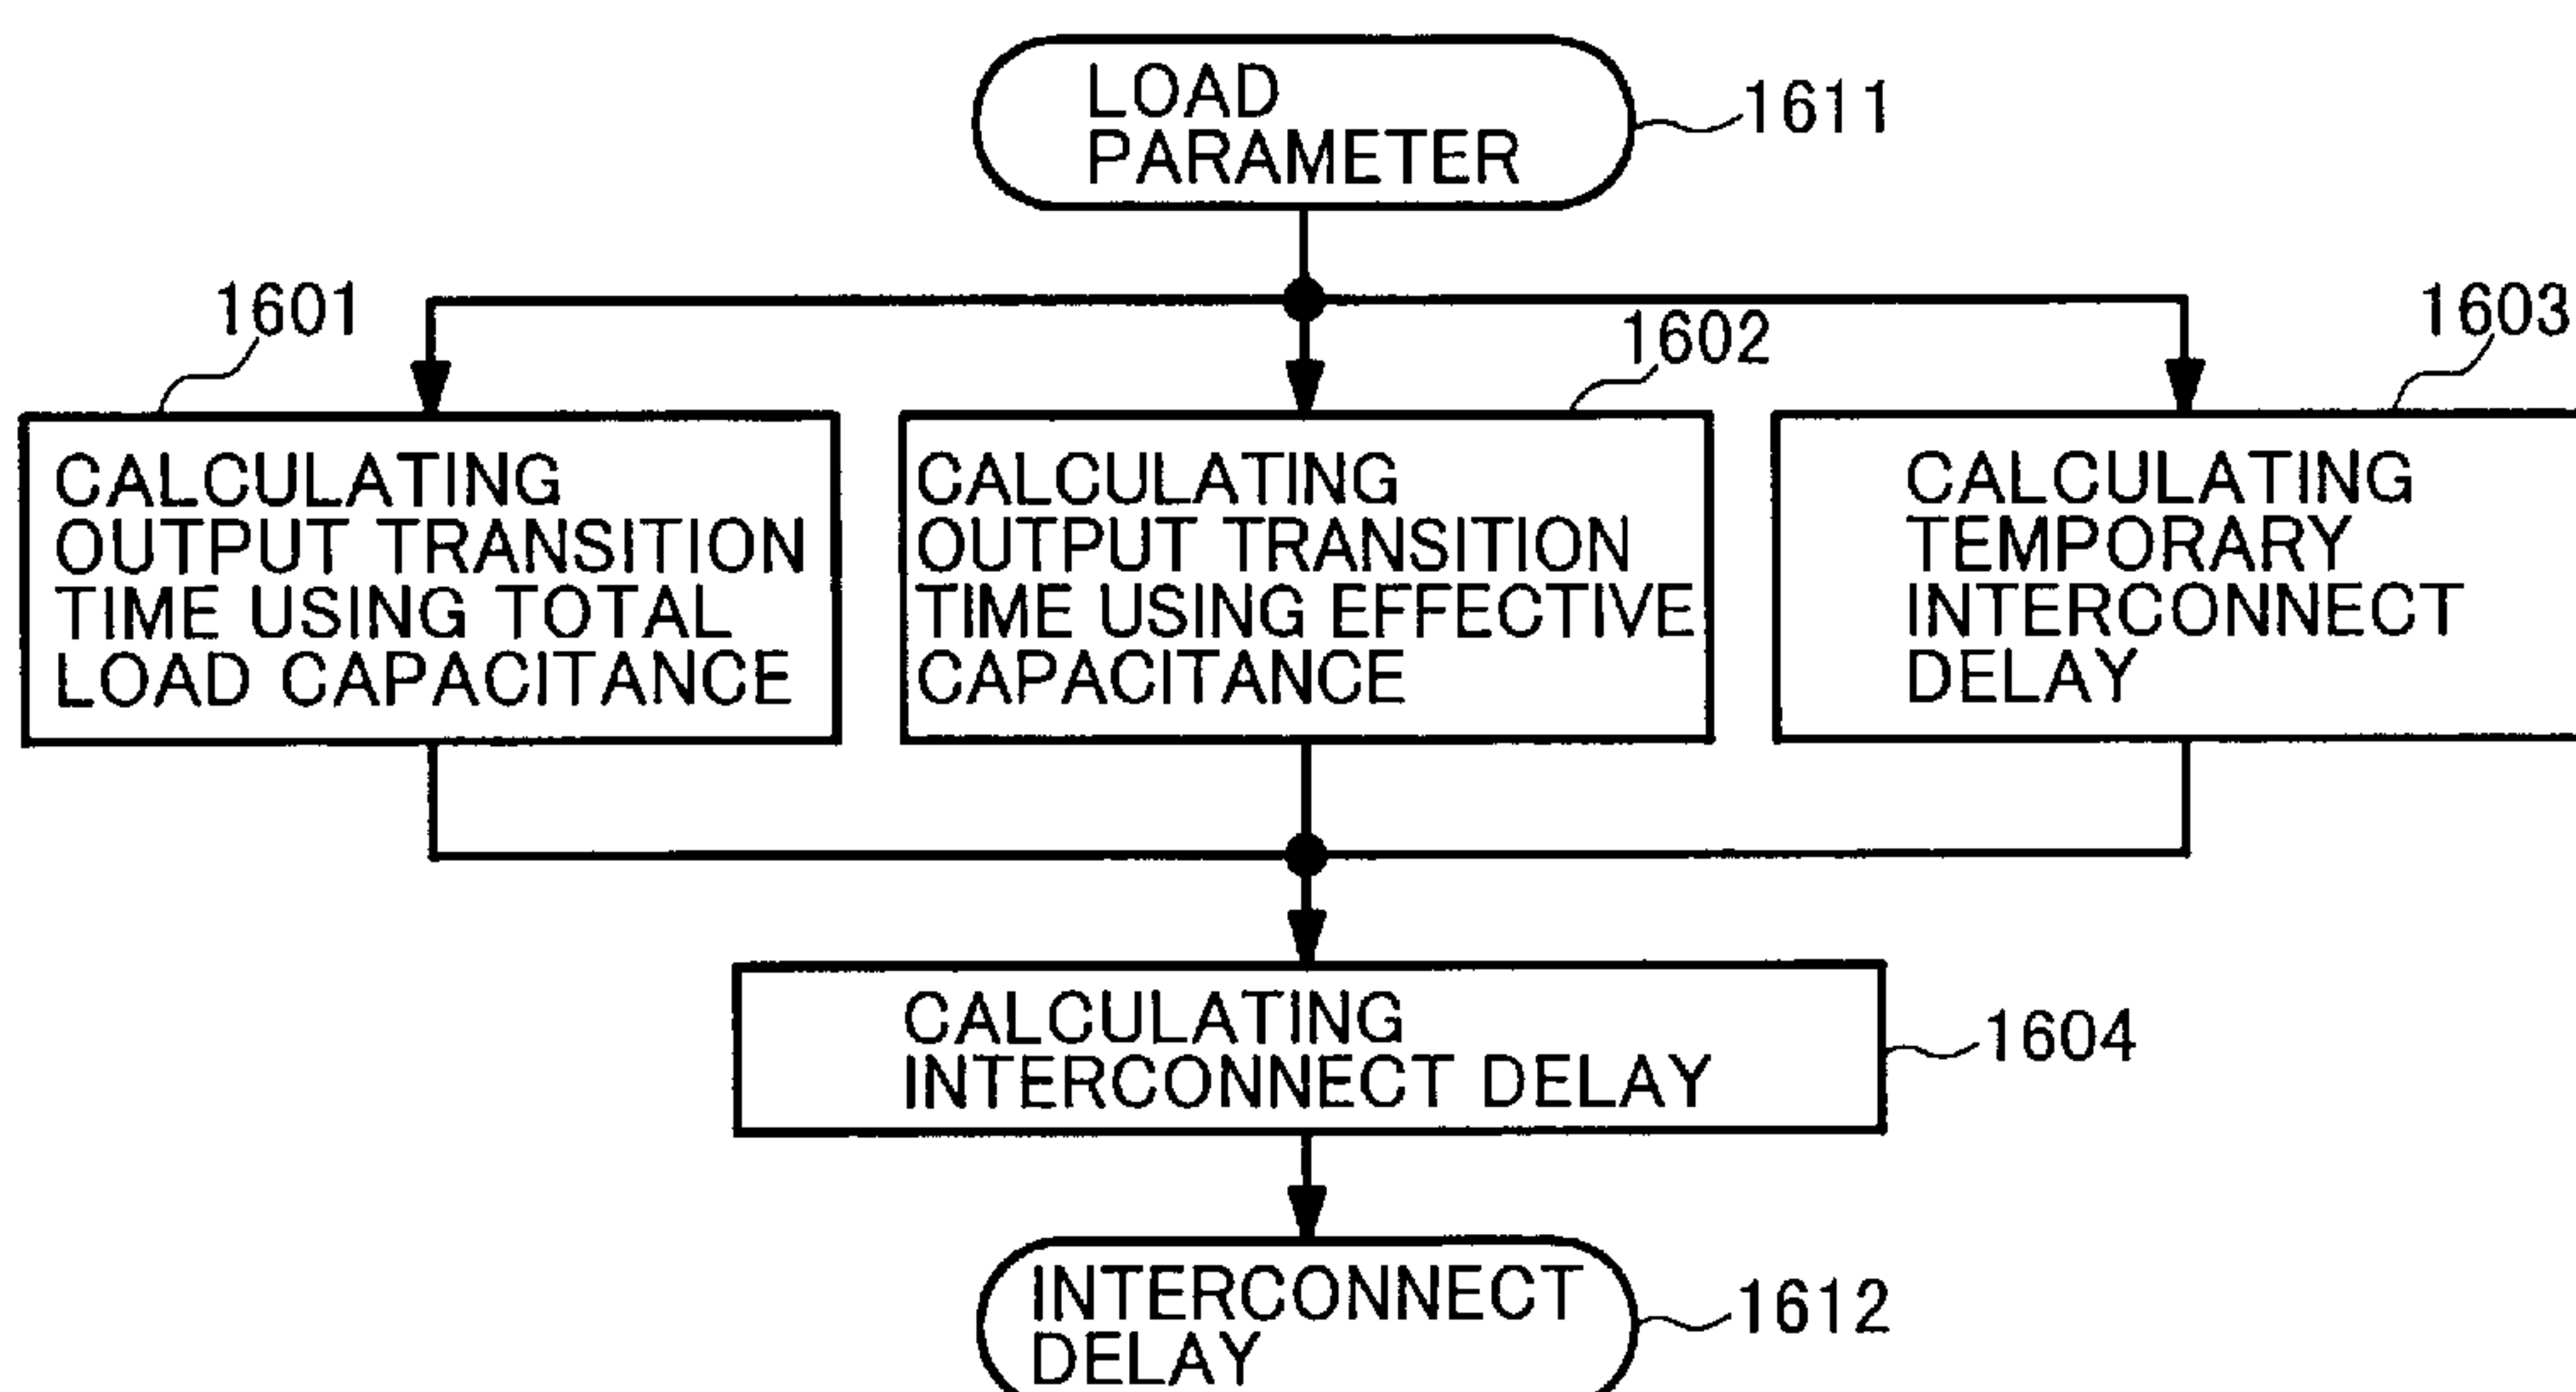 LOAD
PARAMETER
1611
1601
1602
1603
CALCULATING
OUTPUT TRANSITION
TIME USING TOTAL
LOAD CAPACITANCE
CALCULATING
OUTPUT TRANSITION
TIME USING EFFECTIVE
CAPACITANCE
CALCULATING
TEMPORARY
INTERCONNECT
DELAY
CALCULATING
INTERCONNECT DELAY
1604
INTERCONNECT
DELAY
1612